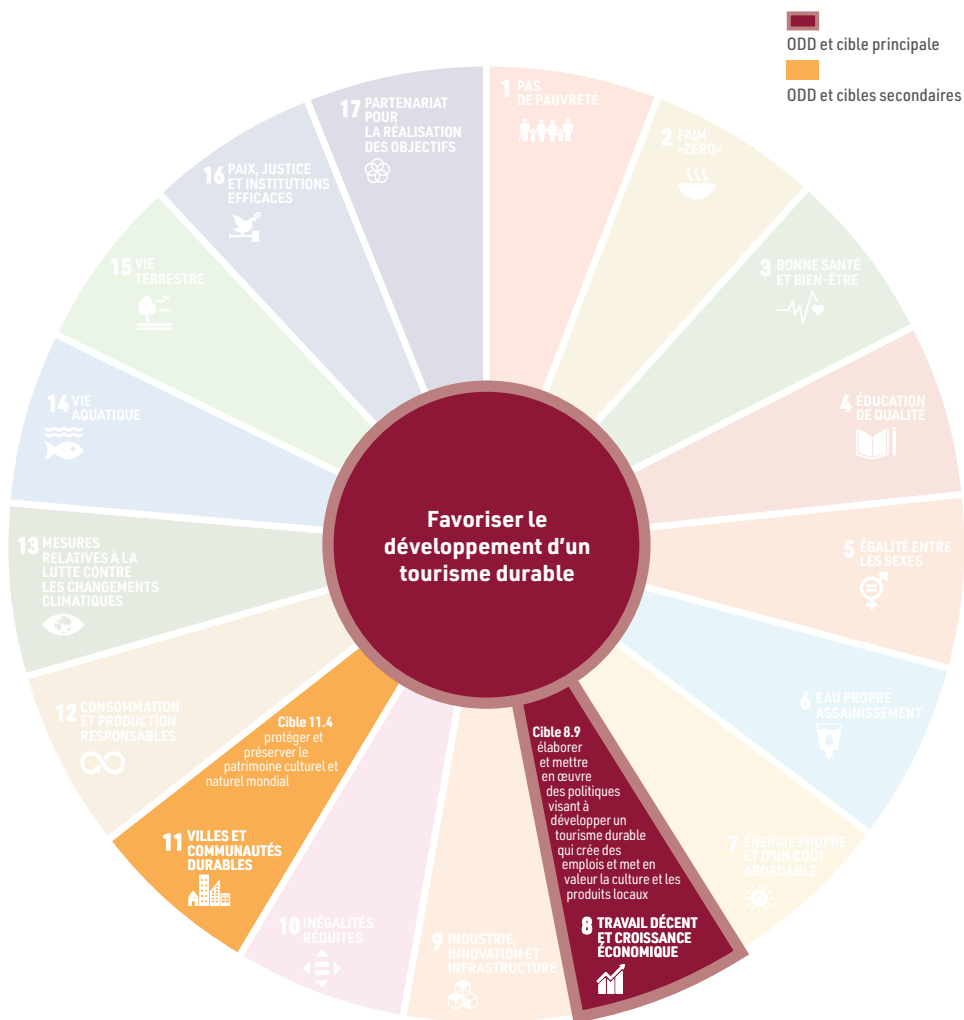 ODD et cible principale
ODD et cibles secondaires
1 PAS
DE PAUVRETÉ
2 FAIM
«ZÉRO»
3 BONNE SANTÉ
ET BIEN-ÊTRE
4 ÉDUCATION
DE QUALITÉ
5 ÉGALITÉ ENTRE
LES SEXES
6 EAU PROPRE
ASSAINISSEMENT
7 ÉNERGIE PROPRE
ET D'UN COÛT
ABORDABLE
Cible 8.9
élaborer
et mettre
en œuvre
des politiques
visant à
développer un
tourisme durable
qui crée des
emplois et met en
valeur la culture et les
produits locaux
8 TRAVAIL DÉCENT
ET CROISSANCE
ÉCONOMIQUE
9 INDUSTRIE,
INNOVATION ET
INFRASTRUCTURE
10 INÉGALITÉS
RÉDUITES
Cible 11.4
protéger et
préserver le
patrimoine culturel et
naturel mondial
11 VILLES ET
COMMUNAUTÉS
DURABLES
12 CONSOMMATION
ET PRODUCTION
RESPONSABLES
13 MESURES
RELATIVES À LA
LUTTE CONTRE
LES CHANGEMENTS
CLIMATIQUES
14 VIE
AQUATIQUE
15 VIE
TERRESTRE
16 PAIX, JUSTICE
ET INSTITUTIONS
EFFICACES
17 PARTENARIAT
POUR
LA RÉALISATION
DES OBJECTIFS
Favoriser le
développement d'un
tourisme durable